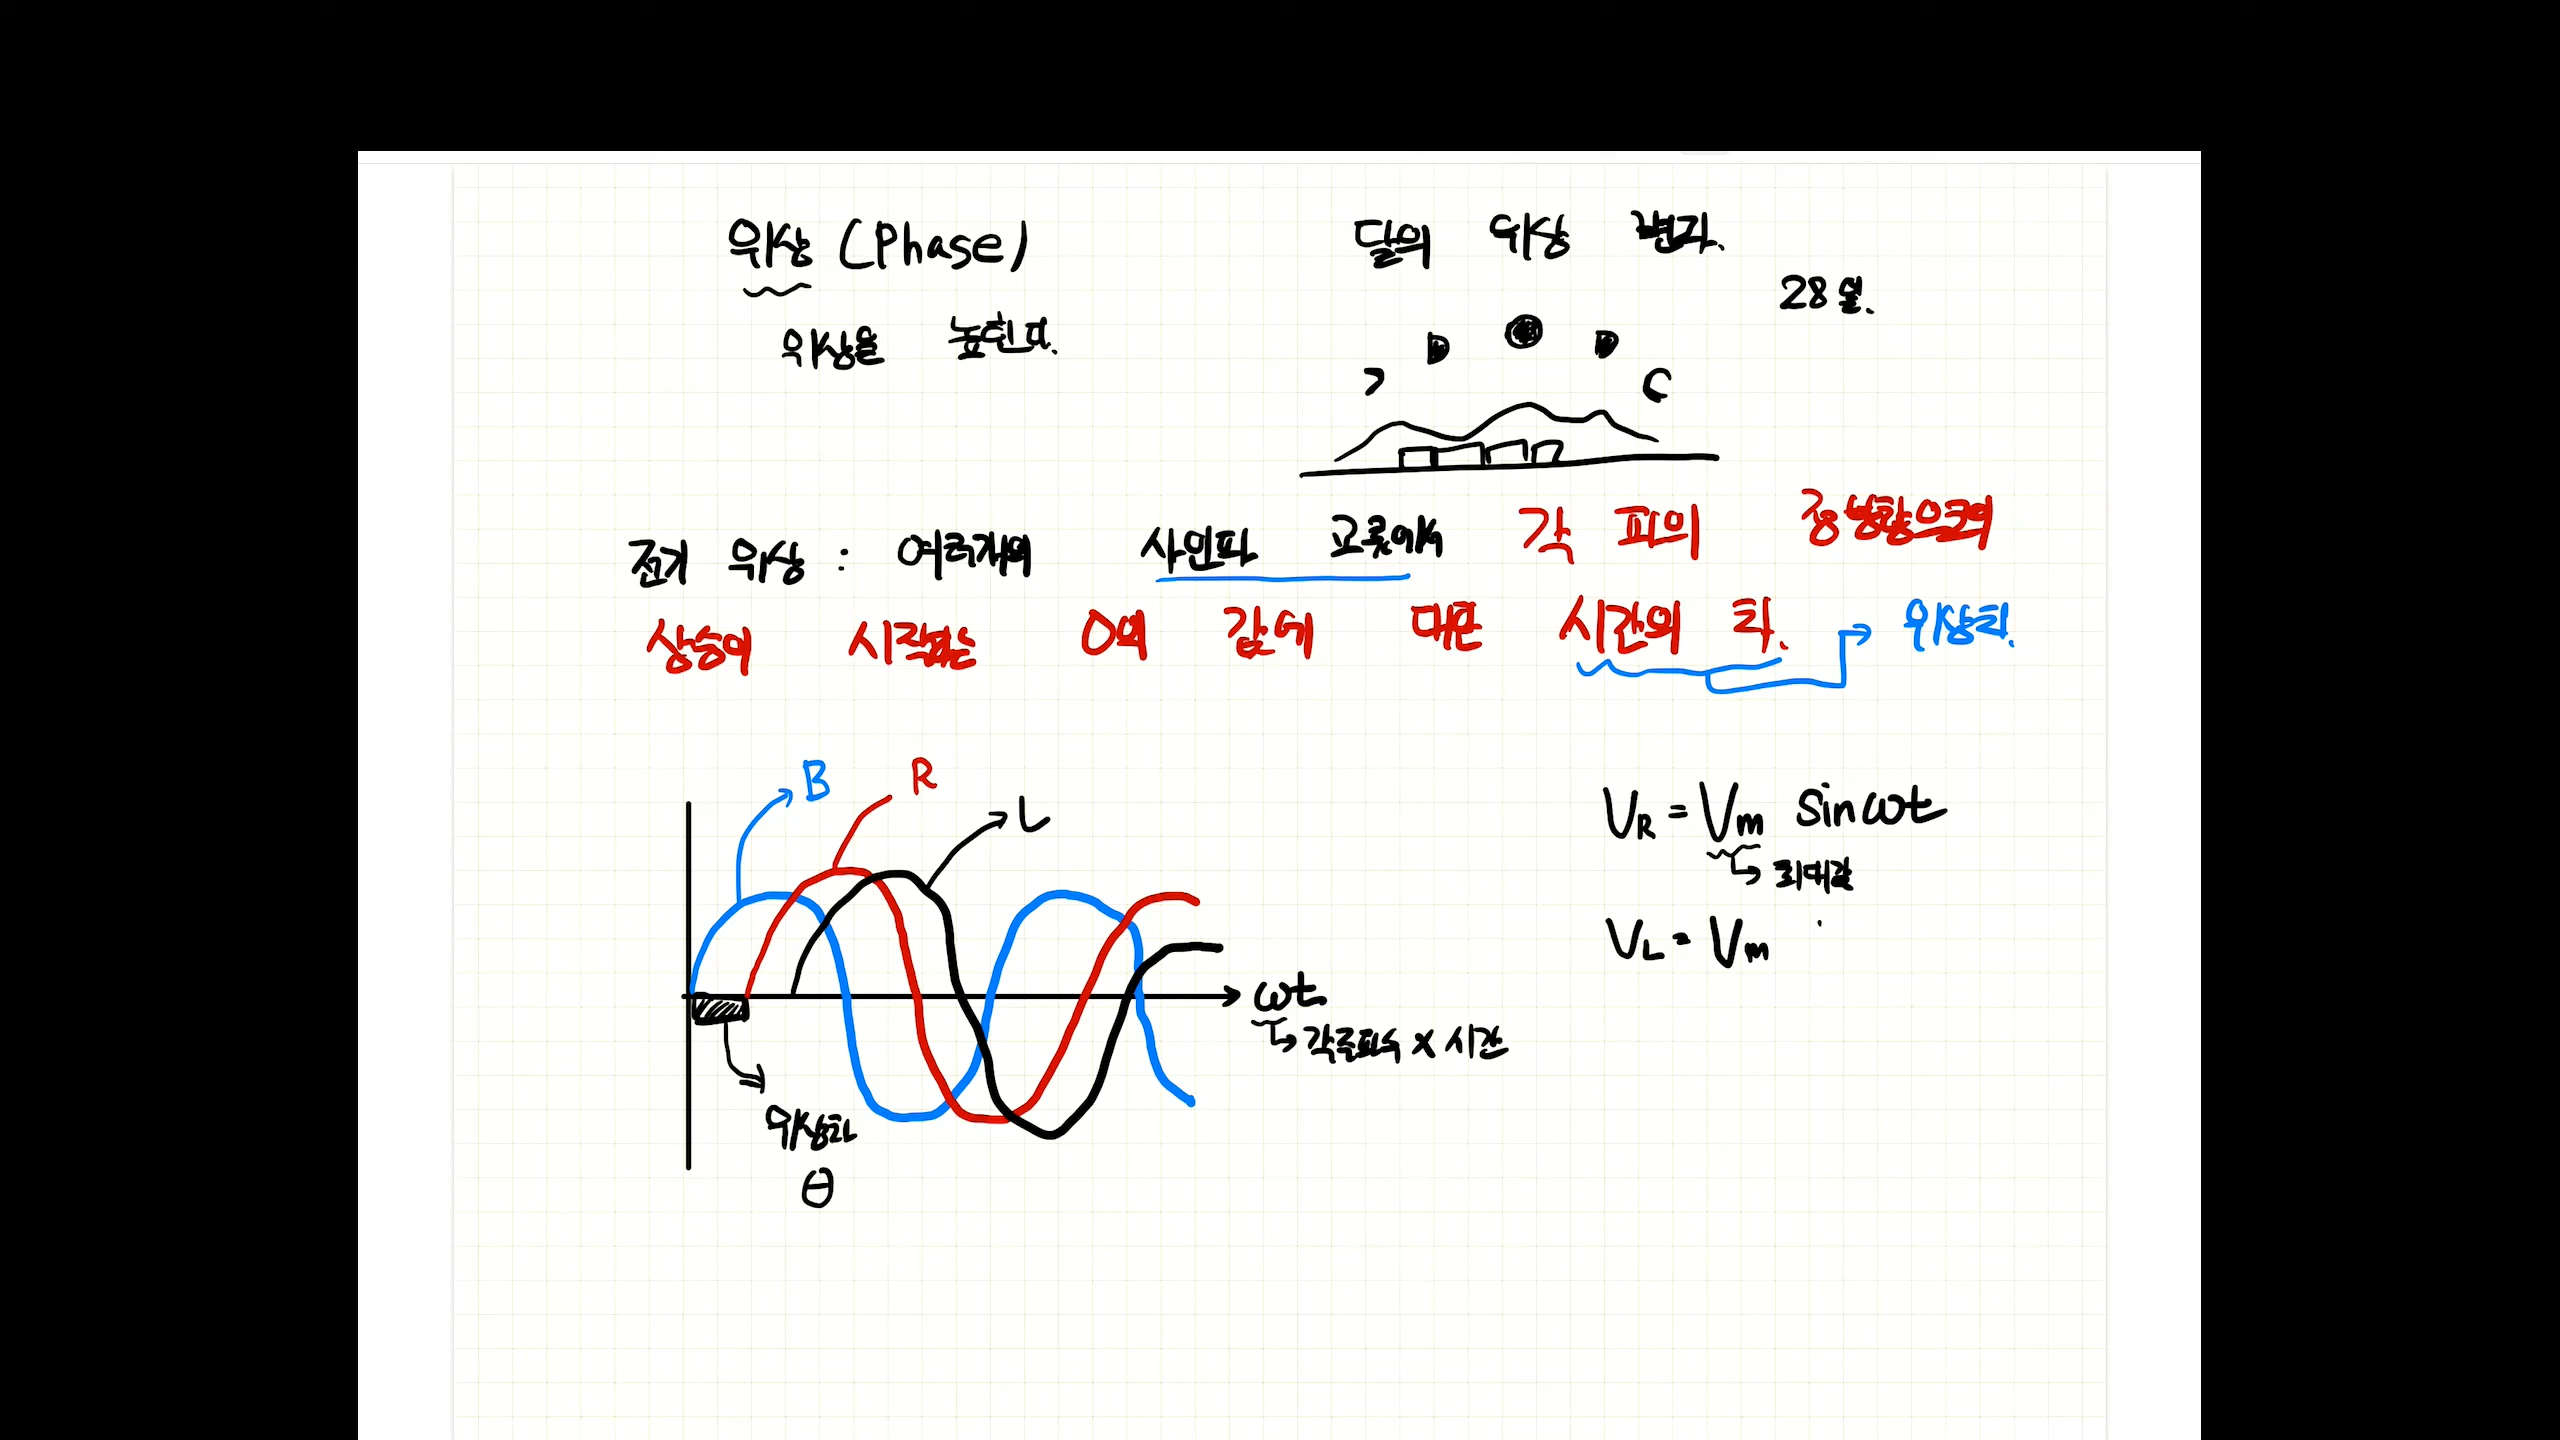 위상 (Phase)
위상을 높힌다.
달의 위상 변화.
28일.
전기 위상 : 여러개의 사인파 교류에서 각 파의 정방향으로의
상승이 시작되는 0의 값에 대한 시간의 차. → 위상차.
B
R
L
ωt
각주파수 × 시간
위상차
θ
VR = Vm Sinωt
최대값
VL = Vm